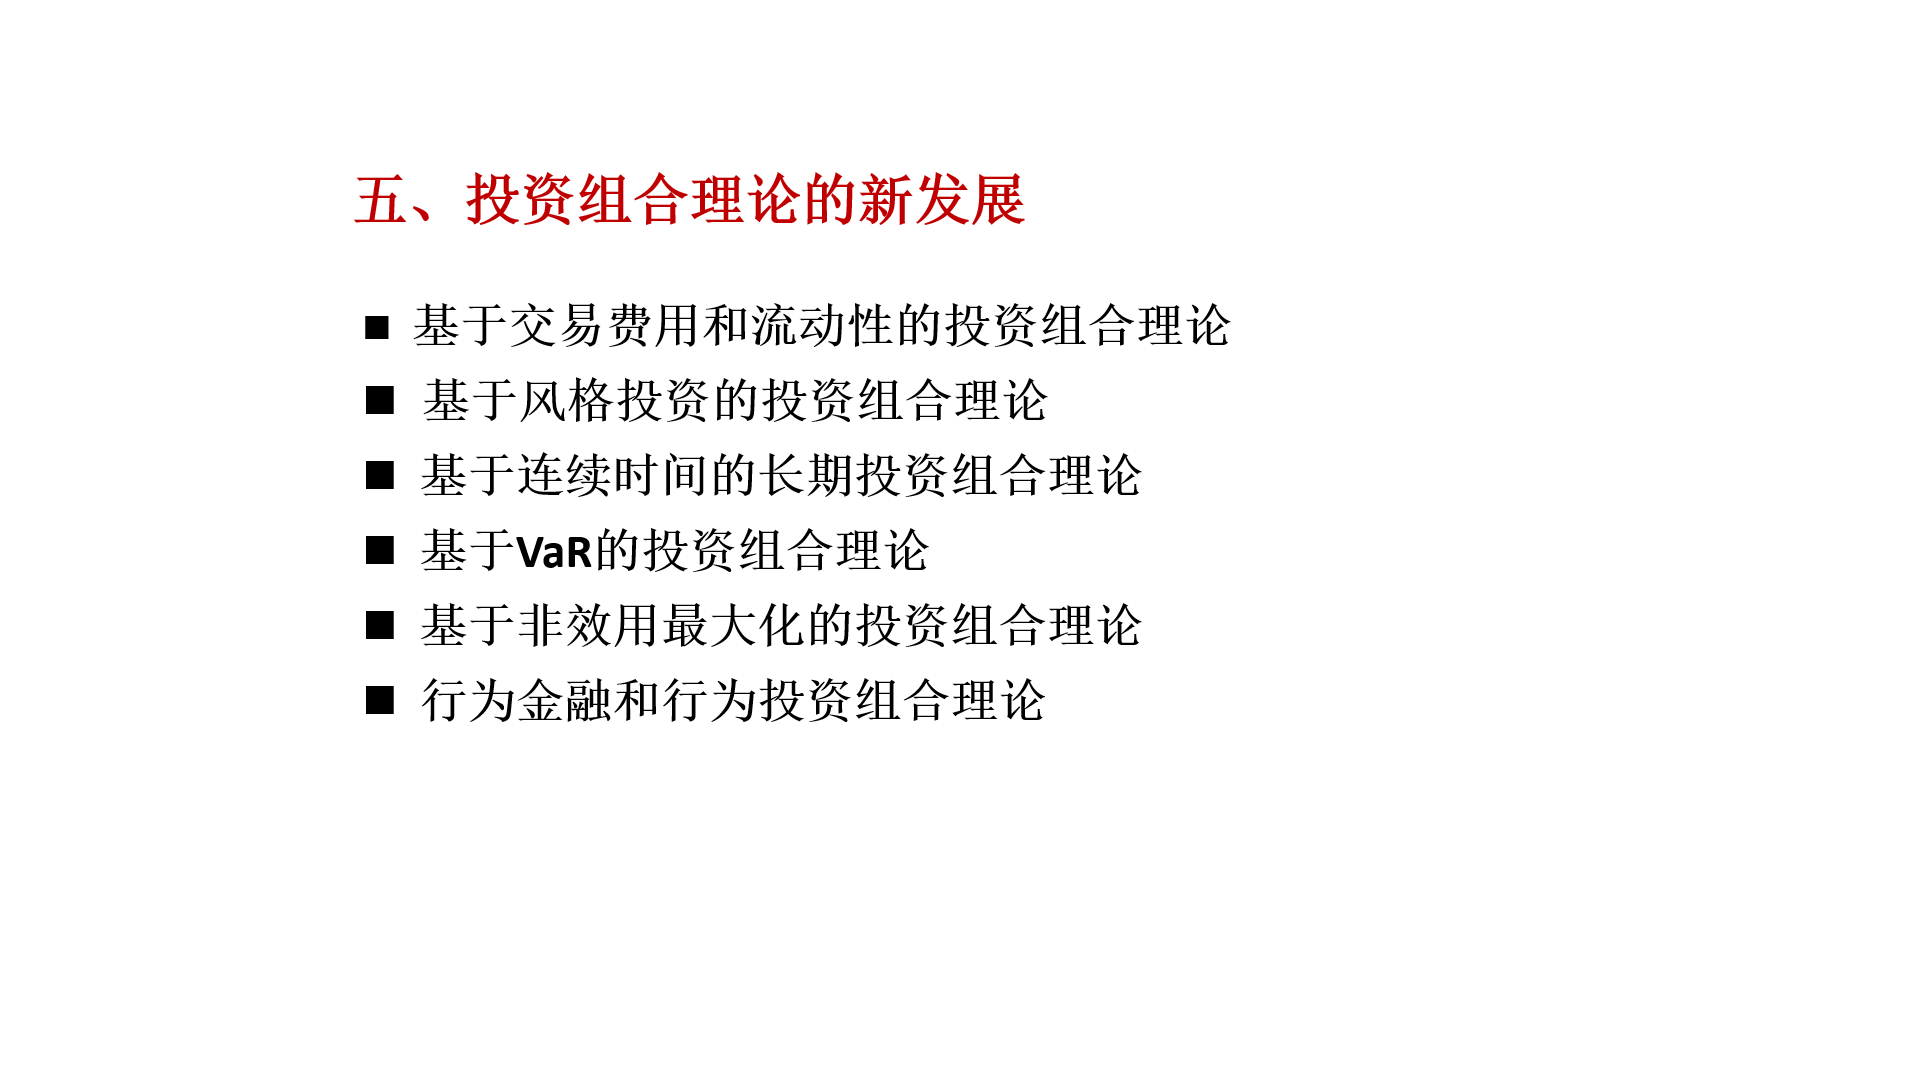 五、投资组合理论的新发展
■ 基于交易费用和流动性的投资组合理论
■ 基于风格投资的投资组合理论
■ 基于连续时间的长期投资组合理论
■ 基于VaR的投资组合理论
■ 基于非效用最大化的投资组合理论
■ 行为金融和行为投资组合理论